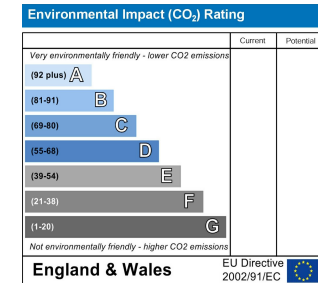 Environmental Impact (CO₂) Rating
Current Potential
Very environmentally friendly - lower CO2 emissions
(92 plus) A
(81-91) B
(69-80) C
(55-68) D
(39-54) E
(21-38) F
(1-20) G
Not environmentally friendly - higher CO2 emissions
England & Wales
EU Directive
2002/91/EC